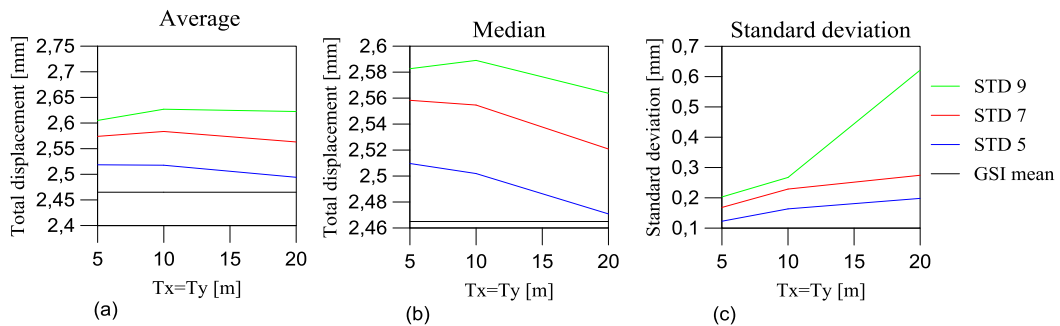 Average
Total displacement [mm]
2,75
2,7
2,65
2,6
2,55
2,5
2,45
2,4
5
10
15
20
Tx=Ty [m]
(a)
Median
Total displacement [mm]
2,6
2,58
2,56
2,54
2,52
2,5
2,48
2,46
5
10
15
20
Tx=Ty [m]
(b)
Standard deviation
Standard deviation [mm]
0,7
0,6
0,5
0,4
0,3
0,2
0,1
5
10
15
20
Tx=Ty [m]
(c)
STD 9
STD 7
STD 5
GSI mean